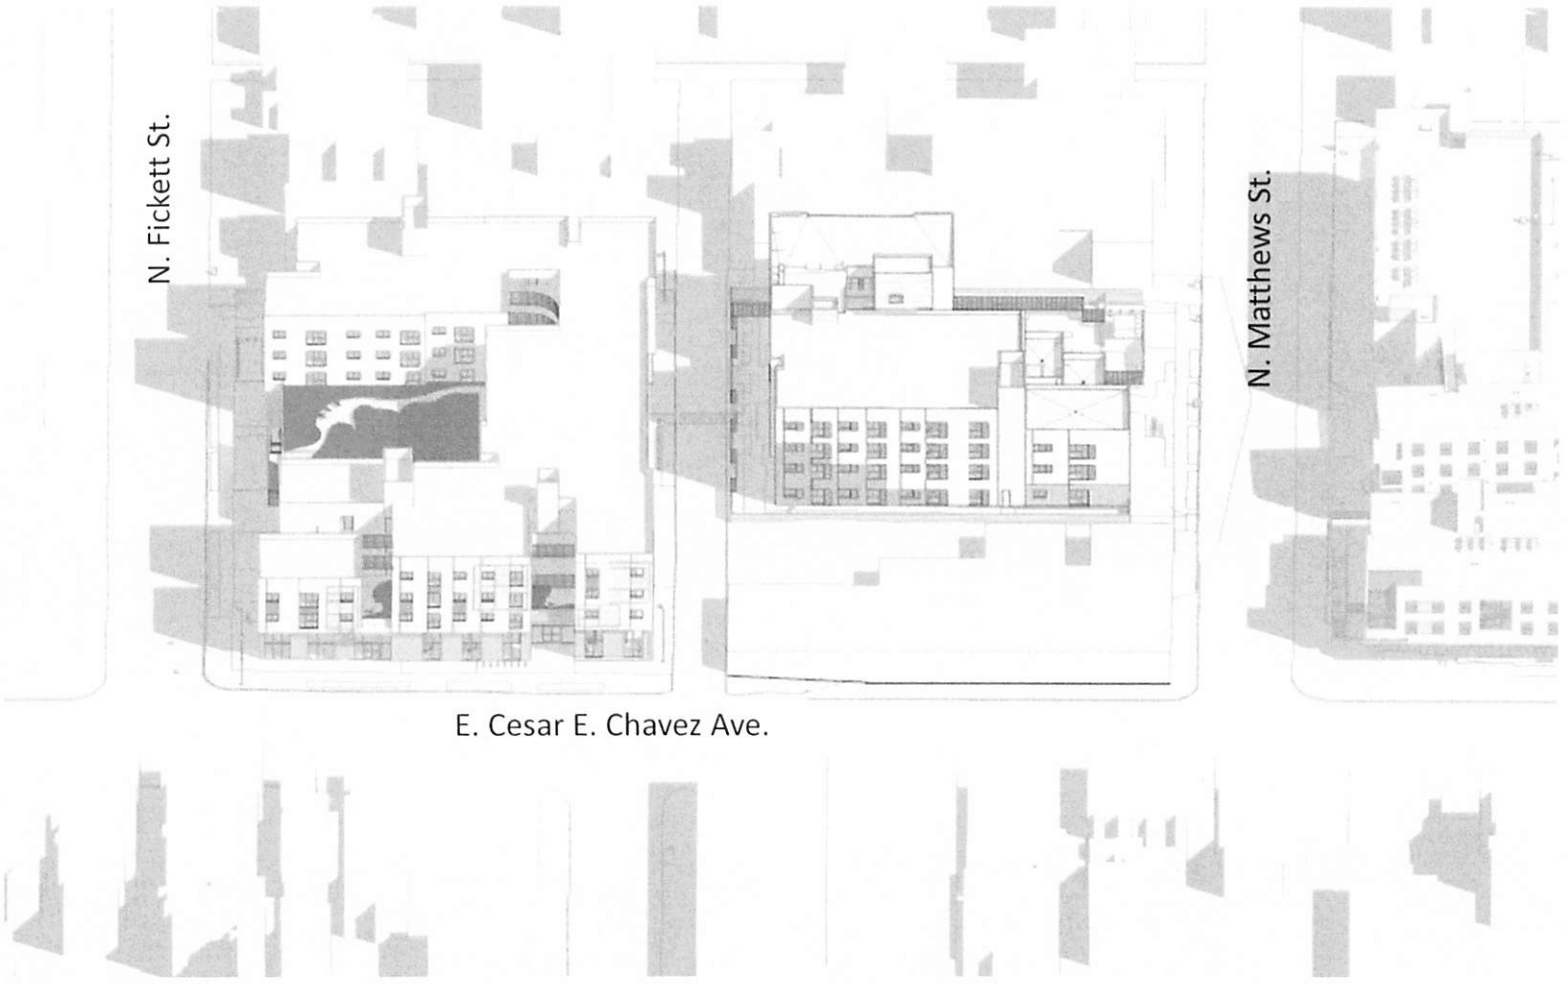 N. Fickett St.
N. Matthews St.
E. Cesar E. Chavez Ave.